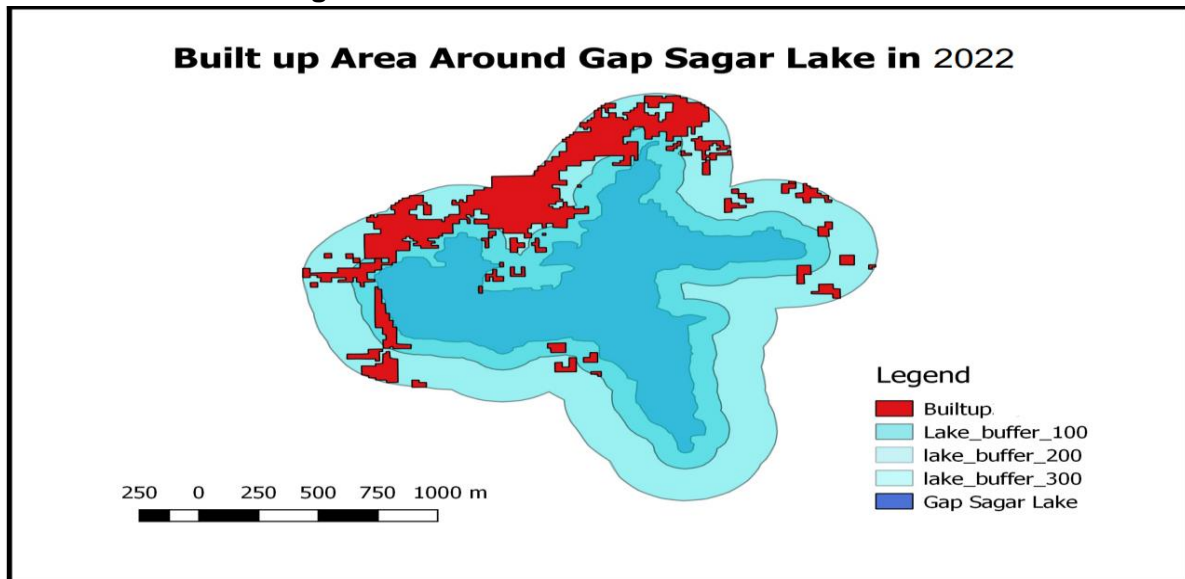 Built up Area Around Gap Sagar Lake in 2022
Legend
Builtup
Lake_buffer_100
lake_buffer_200
lake_buffer_300
Gap Sagar Lake
250 0 250 500 750 1000 m